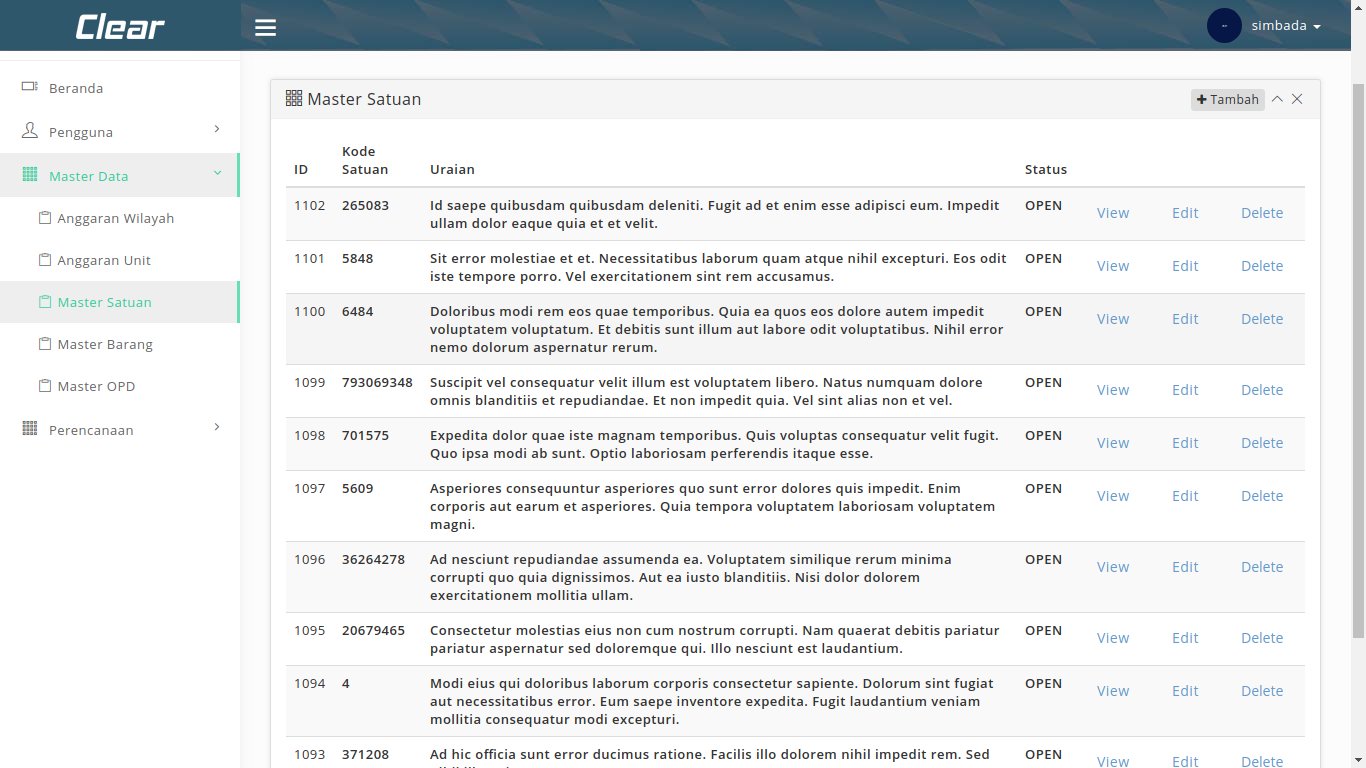 Clear
simbada
Beranda
Pengguna
Master Data
Anggaran Wilayah
Anggaran Unit
Master Satuan
Master Barang
Master OPD
Perencanaan
Master Satuan
Tambah
ID Kode Satuan Uraian Status
1102 265083 Id saepe quibusdam quibusdam deleniti. Fugit ad et enim esse adipisci eum. Impedit OPEN View Edit Delete
ullam dolor eaque quia et et velit.
1101 5848 Sit error molestiae et et. Necessitatibus laborum quam atque nihil excepturi. Eos odit OPEN View Edit Delete
iste tempore porro. Vel exercitationem sint rem accusamus.
1100 6484 Doloribus modi rem eos quae temporibus. Quia ea quos eos dolore autem impedit OPEN View Edit Delete
voluptatem voluptatum. Et debitis sunt illum aut labore odit voluptatibus. Nihil error
nemo dolorum aspernatur rerum.
1099 793069348 Suscipit vel consequatur velit illum est voluptatem libero. Natus numquam dolore OPEN View Edit Delete
omnis blanditiis et repudiandae. Et non impedit quia. Vel sint alias non et vel.
1098 701575 Expedita dolor quae iste magnam temporibus. Quis voluptas consequatur velit fugit. OPEN View Edit Delete
Quo ipsa modi ab sunt. Optio laboriosam perferendis itaque esse.
1097 5609 Asperiores consequuntur asperiores quo sunt error dolores quis impedit. Enim OPEN View Edit Delete
corporis aut earum et asperiores. Quia tempora voluptatem laboriosam voluptatem
magni.
1096 36264278 Ad nesciunt repudiandae assumenda ea. Voluptatem similique rerum minima OPEN View Edit Delete
corrupti quo quia dignissimos. Aut ea iusto blanditiis. Nisi dolor dolorem
exercitationem mollitia ullam.
1095 20679465 Consectetur molestias eius non cum nostrum corrupti. Nam quaerat debitis pariatur OPEN View Edit Delete
pariatur aspernatur sed doloremque qui. Illo nesciunt est laudantium.
1094 4 Modi eius qui doloribus laborum corporis consectetur sapiente. Dolorum sint fugiat OPEN View Edit Delete
aut necessitatibus error. Eum saepe inventore expedita. Fugit laudantium veniam
mollitia consequatur modi excepturi.
1093 371208 Ad hic officia sunt error ducimus ratione. Facilis illo dolorem nihil impedit rem. Sed OPEN View Edit Delete